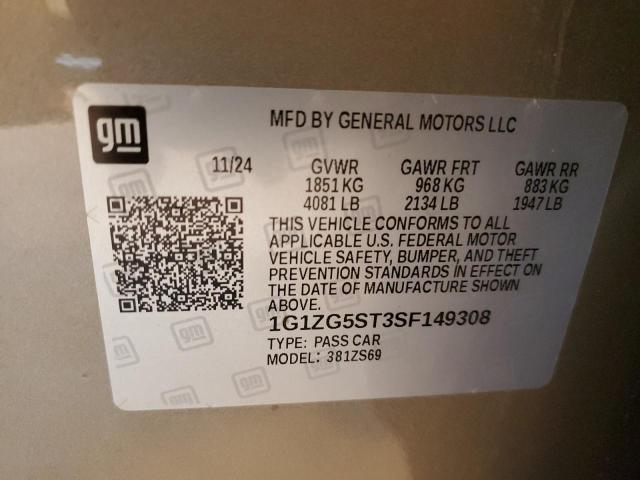 gm
MFD BY GENERAL MOTORS LLC
11/24 GVWR GAWR FRT GAWR RR
1851 KG 968 KG 883 KG
4081 LB 2134 LB 1947 LB
THIS VEHICLE CONFORMS TO ALL
APPLICABLE U.S. FEDERAL MOTOR
VEHICLE SAFETY, BUMPER, AND THEFT
PREVENTION STANDARDS IN EFFECT ON
THE DATE OF MANUFACTURE SHOWN
ABOVE.
1G1ZG5ST3SF149308
TYPE: PASS CAR
MODEL: 381ZS69